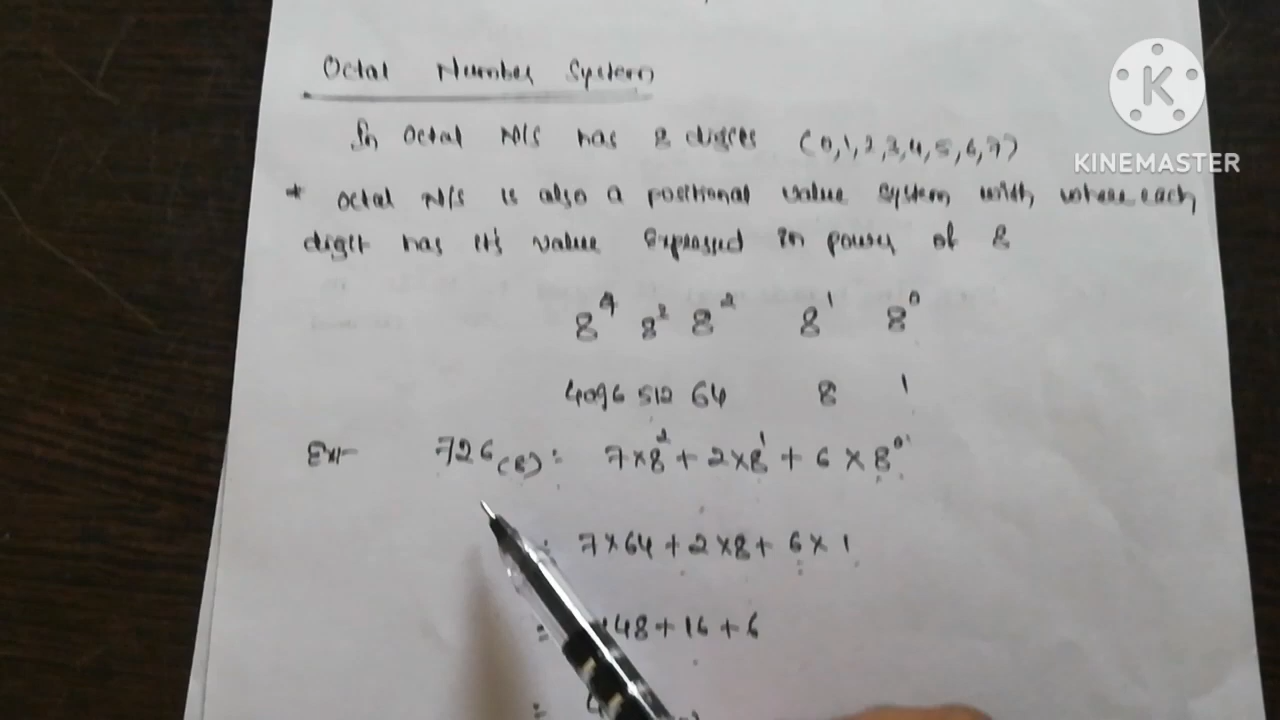 Octal Number System
In Octal N/S has 8 digits (0,1,2,3,4,5,6,7)
* Octal N/S is also a positional value system with where each
digit has it's value expressed in power of 8
8⁴ 8³ 8² 8¹ 8⁰
4096 512 64 8 1
Ex:- 726(8) = 7×8² + 2×8¹ + 6×8⁰
= 7×64 + 2×8 + 6×1
= 448 + 16 + 6
=
K
KINEMASTER